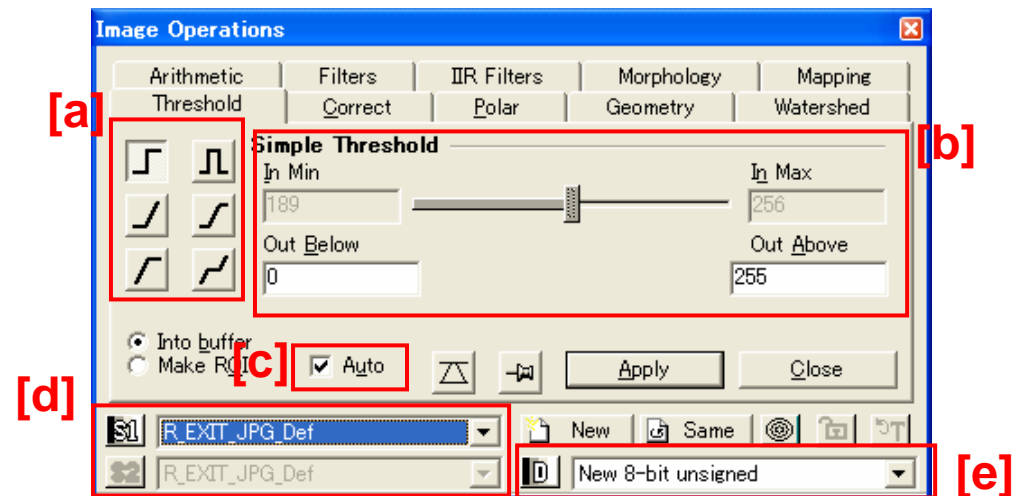 Image Operations
Arithmetic Filters IIR Filters Morphology Mapping
Threshold Correct Polar Geometry Watershed
[a]
[b]
Simple Threshold
In Min In Max
189 256
Out Below Out Above
0 255
Into buffer
Make ROI
[c]
Auto Apply Close
[d]
S1 R_EXIT_JPG_Def New Same
S2 R_EXIT_JPG_Def D New 8-bit unsigned
[e]